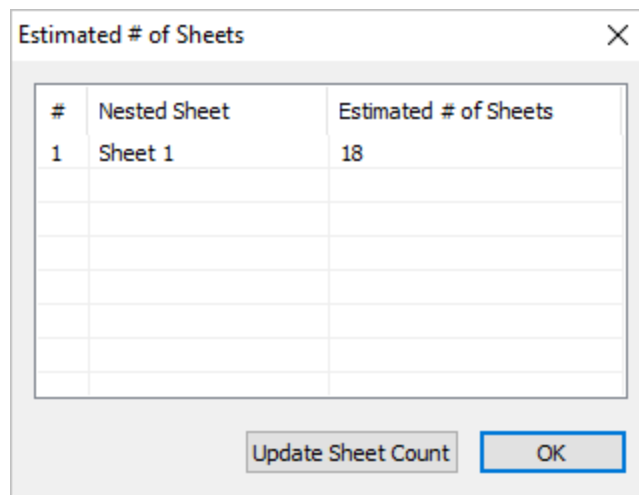 Estimated # of Sheets
# Nested Sheet Estimated # of Sheets
1 Sheet 1 18
Update Sheet Count OK